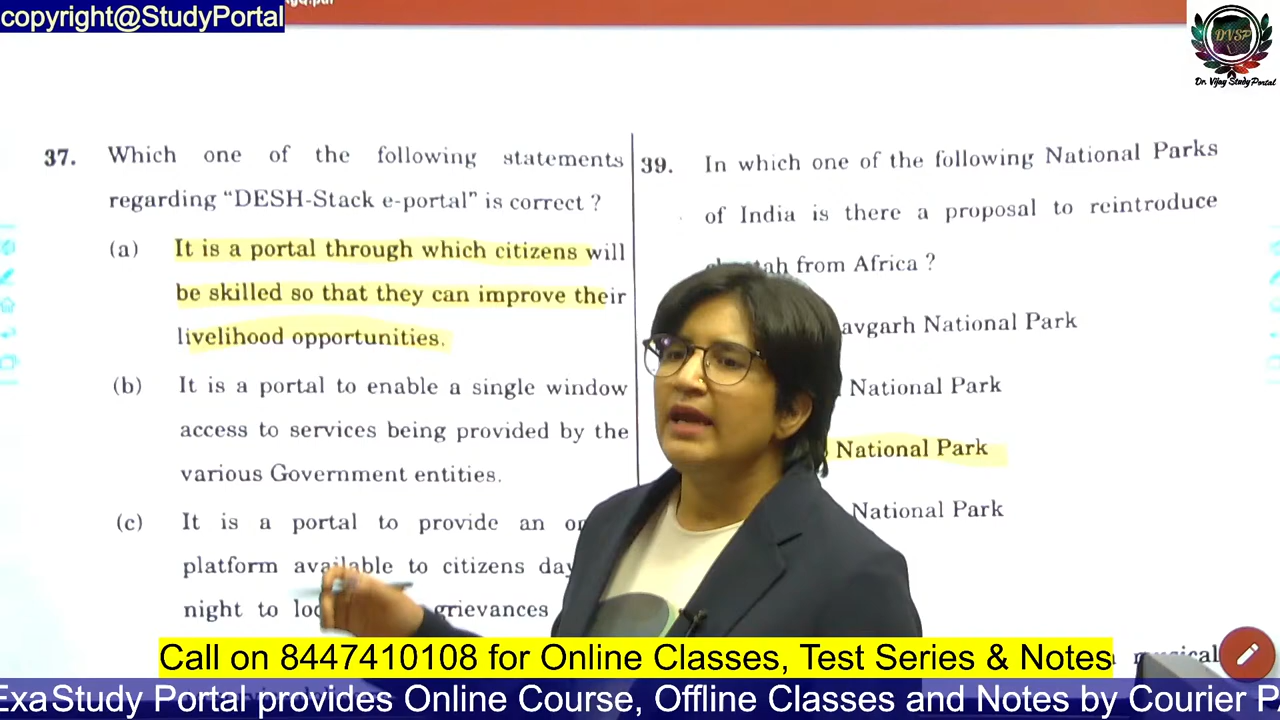 copyright@StudyPortal
DVSP
Dr. Vijay StudyPortal
37. Which one of the following statements
regarding “DESH-Stack e-portal” is correct ?
(a) It is a portal through which citizens will
be skilled so that they can improve their
livelihood opportunities.
(b) It is a portal to enable a single window
access to services being provided by the
various Government entities.
(c) It is a portal to provide an
platform available to citizens
night to grievances
39. In which one of the following National Parks
of India is there a proposal to reintroduce
from Africa ?
National Park
National Park
National Park
National Park
Call on 8447410108 for Online Classes, Test Series & Notes
Study Portal provides Online Course, Offline Classes and Notes by Courier